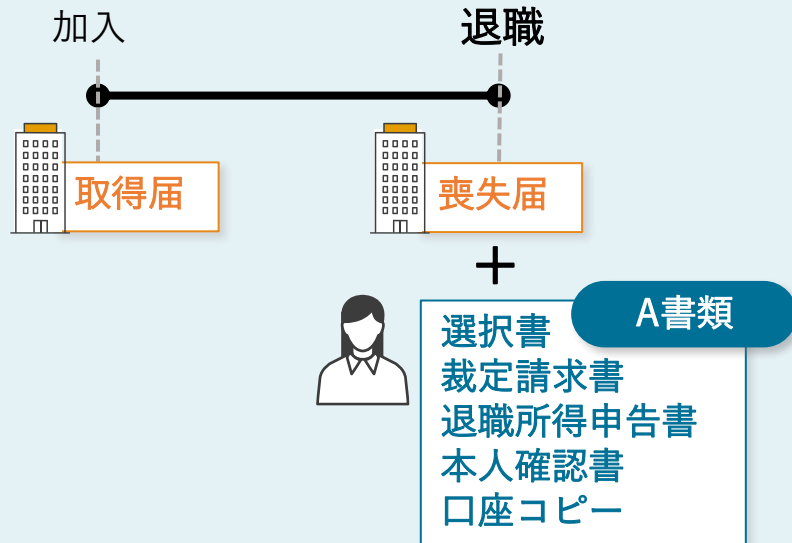 加入
退職
取得届
喪失届
＋
A書類
選択書
裁定請求書
退職所得申告書
本人確認書
口座コピー